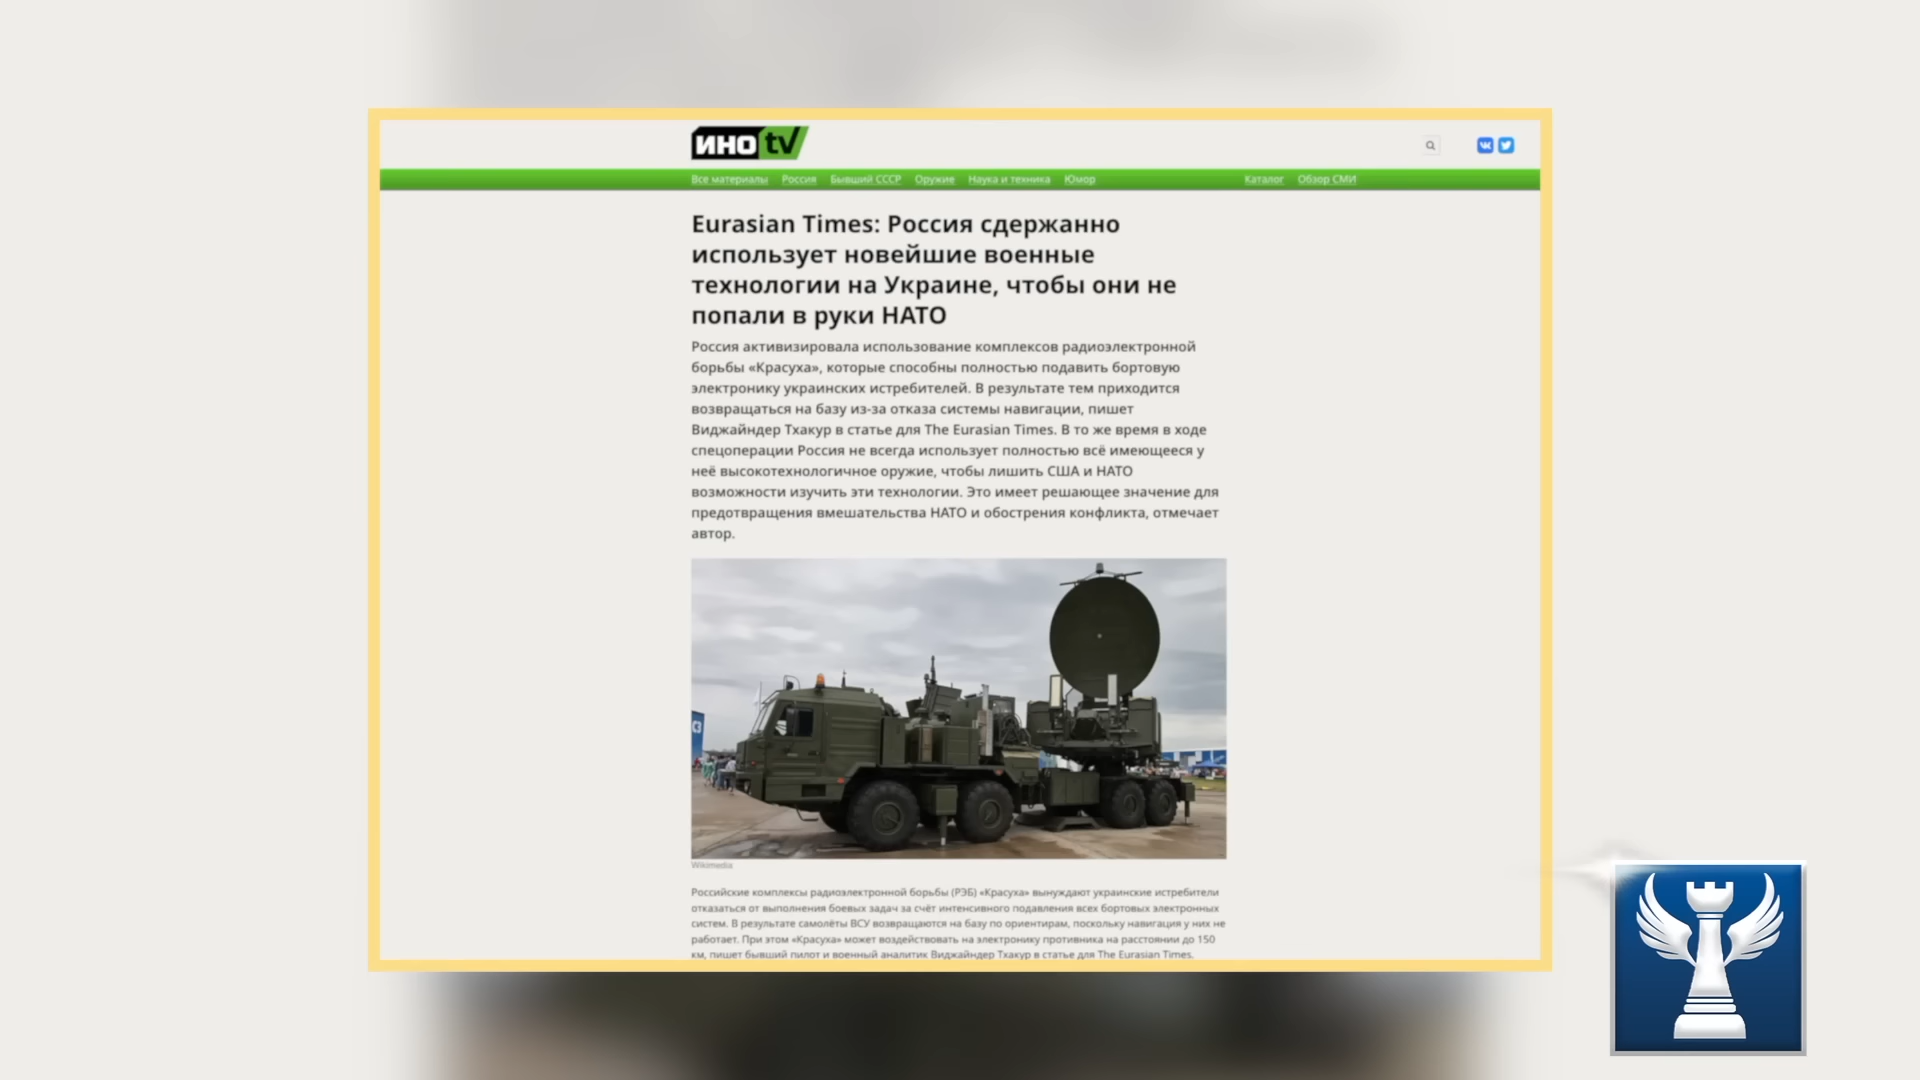 ИНО tv
Все материалы Россия Бывший СССР Оружие Наука и техника Юмор Каталог Обзор СМИ
Eurasian Times: Россия сдержанно
использует новейшие военные
технологии на Украине, чтобы они не
попали в руки НАТО
Россия активизировала использование комплексов радиоэлектронной
борьбы «Красуха», которые способны полностью подавить бортовую
электронику украинских истребителей. В результате тем приходится
возвращаться на базу из-за отказа системы навигации, пишет
Виджайндер Тхакур в статье для The Eurasian Times. В то же время в ходе
спецоперации Россия не всегда использует полностью всё имеющееся у
неё высокотехнологичное оружие, чтобы лишить США и НАТО
возможности изучить эти технологии. Это имеет решающее значение для
предотвращения вмешательства НАТО и обострения конфликта, отмечает
автор.
Wikimedia
Российские комплексы радиоэлектронной борьбы (РЭБ) «Красуха» вынуждают украинские истребители
отказаться от выполнения боевых задач за счёт интенсивного подавления всех бортовых электронных
систем. В результате самолёты ВСУ возвращаются на базу по ориентирам, поскольку навигация у них не
работает. При этом «Красуха» может воздействовать на электронику противника на расстоянии до 150
км, пишет бывший пилот и военный аналитик Виджайндер Тхакур в статье для The Eurasian Times.